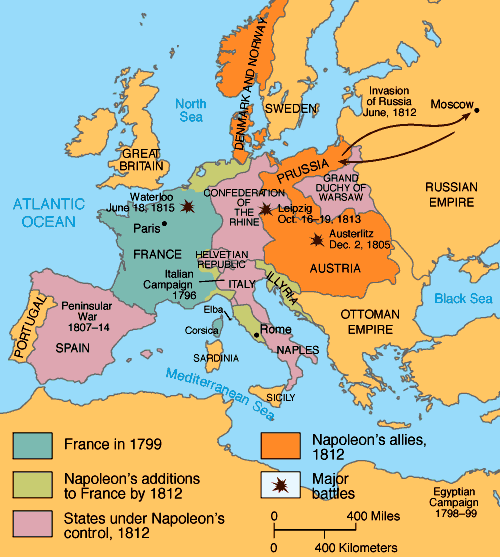 DENMARK AND NORWAY
North
Sea
SWEDEN
Invasion
of Russia
June, 1812
Moscow
GREAT
BRITAIN
PRUSSIA
GRAND
DUCHY OF
WARSAW
RUSSIAN
EMPIRE
ATLANTIC
OCEAN
Waterloo
June 18, 1815
Paris
FRANCE
CONFEDERATION
OF THE
RHINE
Leipzig
Oct. 16–19, 1813
Austerlitz
Dec. 2, 1805
AUSTRIA
HELVETIAN
REPUBLIC
Italian
Campaign
1796
ITALY
ILLYRIA
Black Sea
OTTOMAN
EMPIRE
Peninsular
War
1807–14
PORTUGAL
SPAIN
Elba
Corsica
Rome
NAPLES
SARDINIA
SICILY
Mediterranean Sea
France in 1799
Napoleon's additions
to France by 1812
States under Napoleon's
control, 1812
Napoleon's allies,
1812
Major
battles
Egyptian
Campaign
1798–99
0 400 Miles
0 400 Kilometers